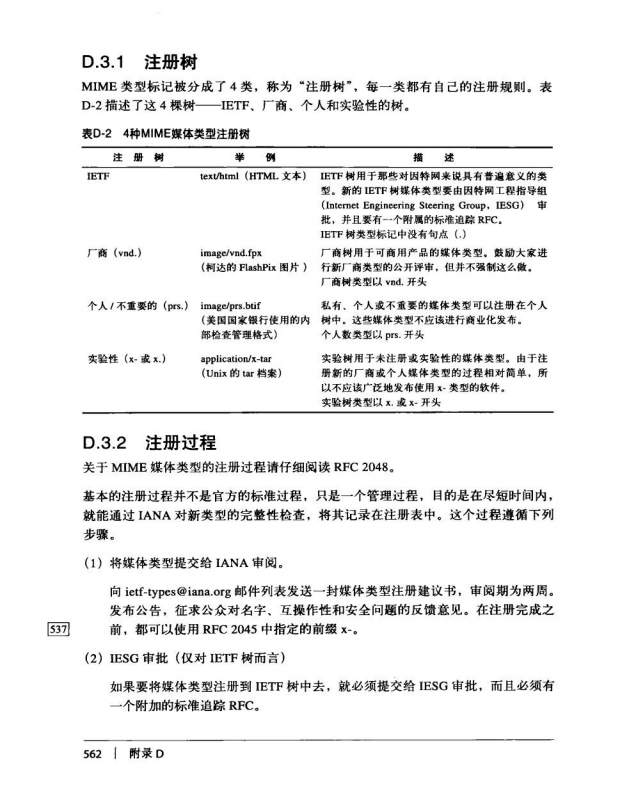 D.3.1 注册树
MIME 类型标记被分成了 4 类，称为“注册树”，每一类都有自己的注册规则。表
D-2 描述了这 4 棵树——IETF、厂商、个人和实验性的树。
表D-2 4种MIME媒体类型注册树
注 册 树 举 例 描 述
IETF text/html（HTML 文本） IETF 树用于那些对因特网来说具有普遍意义的类
型。新的 IETF 树媒体类型要由因特网工程指导组
（Internet Engineering Steering Group，IESG） 审
批，并且要有一个附属的标准追踪 RFC。
IETF 树类型标记中没有句点（.）
厂商（vnd.） image/vnd.fpx 厂商树用于可商用产品的媒体类型。鼓励大家进
（柯达的 FlashPix 图片） 行新厂商类型的公开评审，但并不强制这么做。
厂商树类型以 vnd. 开头
个人 / 不重要的（prs.） image/prs.btif 私有、个人或不重要的媒体类型可以注册在个人
（美国国家银行使用的内 树中。这些媒体类型不应该进行商业化发布。
部检查管理格式） 个人数类型以 prs. 开头
实验性（x- 或 x.） application/x-tar 实验树用于未注册或实验性的媒体类型。由于注
（Unix 的 tar 档案） 册新的厂商或个人媒体类型的过程相对简单，所
以不应该广泛地发布使用 x- 类型的软件。
实验树类型以 x. 或 x- 开头
D.3.2 注册过程
关于 MIME 媒体类型的注册过程请仔细阅读 RFC 2048。
基本的注册过程并不是官方的标准过程，只是一个管理过程，目的是在尽短时间内，
就能通过 IANA 对新类型的完整性检查，将其记录在注册表中。这个过程遵循下列
步骤。
（1）将媒体类型提交给 IANA 审阅。
向 ietf-types@iana.org 邮件列表发送一封媒体类型注册建议书，审阅期为两周。
发布公告，征求公众对名字、互操作性和安全问题的反馈意见。在注册完成之
537 前，都可以使用 RFC 2045 中指定的前缀 x-。
（2）IESG 审批（仅对 IETF 树而言）
如果要将媒体类型注册到 IETF 树中去，就必须提交给 IESG 审批，而且必须有
一个附加的标准追踪 RFC。
562 | 附录 D